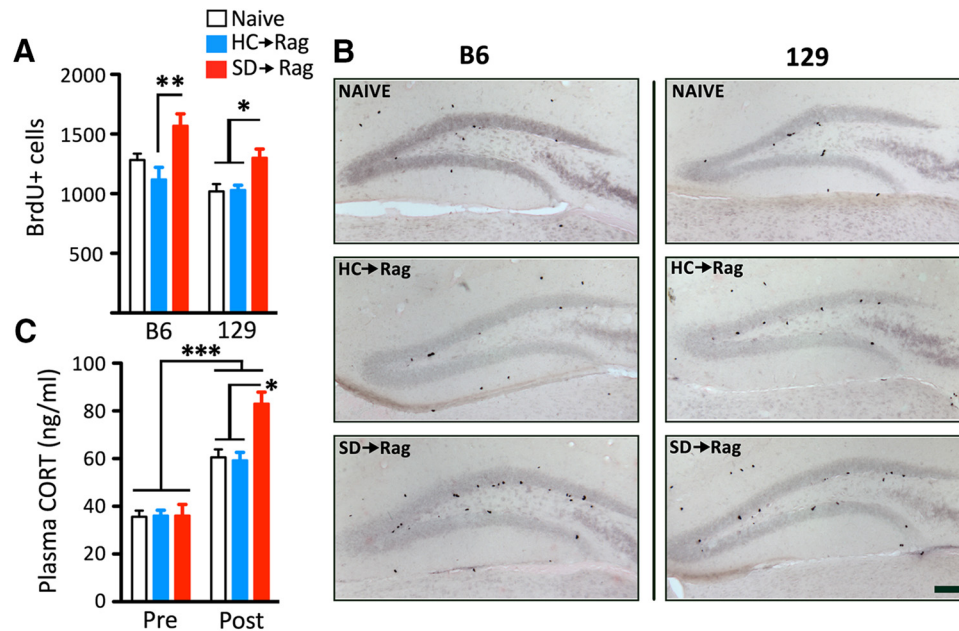 Naive
HC→Rag
SD→Rag
A
2000
1500
1000
500
BrdU+ cells
**
*
B6
129
B
B6
129
NAIVE
NAIVE
HC→Rag
HC→Rag
SD→Rag
SD→Rag
C
100
80
60
40
20
0
Plasma CORT (ng/ml)
***
*
Pre
Post